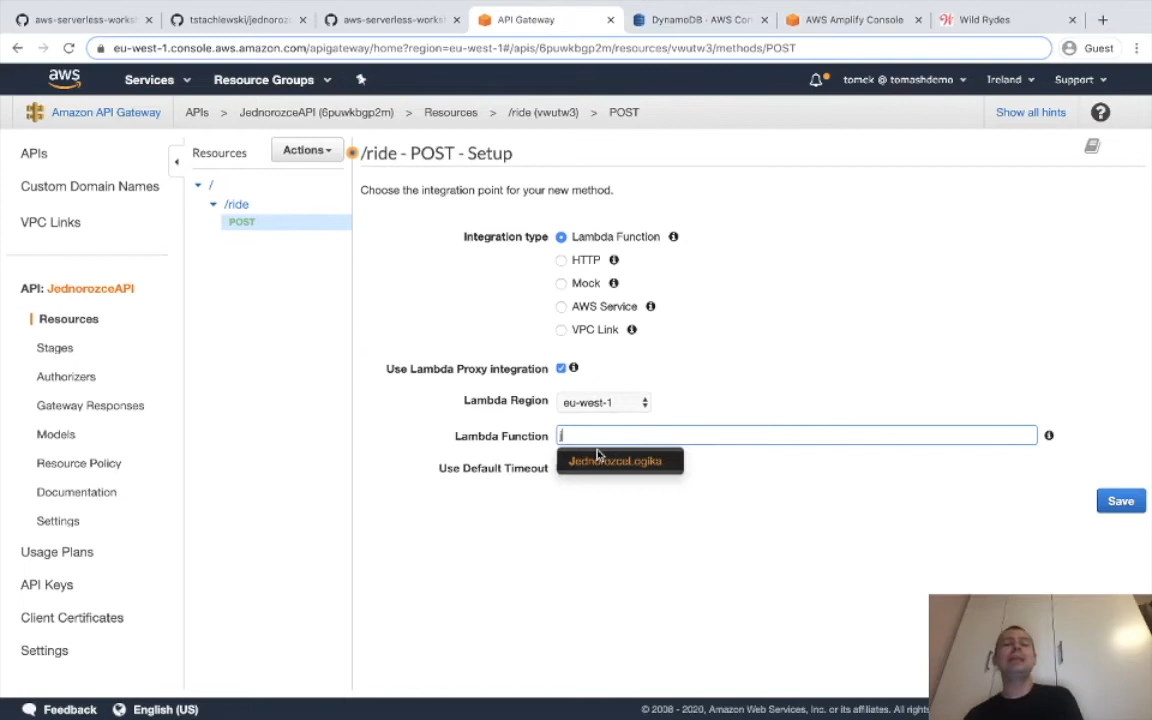 aws-serverless-works
tstachiewski/jednoroz
aws-serverless-works
API Gateway
DynamoDB · AWS Con
AWS Amplify Console
Wild Rydes
eu-west-1.console.aws.amazon.com/apigateway/home?region=eu-west-1#/apis/6puwkbgp2m/resources/vwutw3/methods/POST
Guest
aws
Services
Resource Groups
tomek @ tomashdemo
Ireland
Support
Amazon API Gateway
APIs > JednorozceAPI (6puwkbgp2m) > Resources > /ride (vwutw3) > POST
Show all hints
APIs
Custom Domain Names
VPC Links
API: JednorozceAPI
Resources
Stages
Authorizers
Gateway Responses
Models
Resource Policy
Documentation
Settings
Usage Plans
API Keys
Client Certificates
Settings
Resources
Actions
/
/ride
POST
/ride - POST - Setup
Choose the integration point for your new method.
Integration type
Lambda Function
HTTP
Mock
AWS Service
VPC Link
Use Lambda Proxy integration
Lambda Region
eu-west-1
Lambda Function
j
JednorozceLogika
Use Default Timeout
Save
Feedback
English (US)
© 2008 - 2020, Amazon Web Services, Inc. or its affiliates. All rights